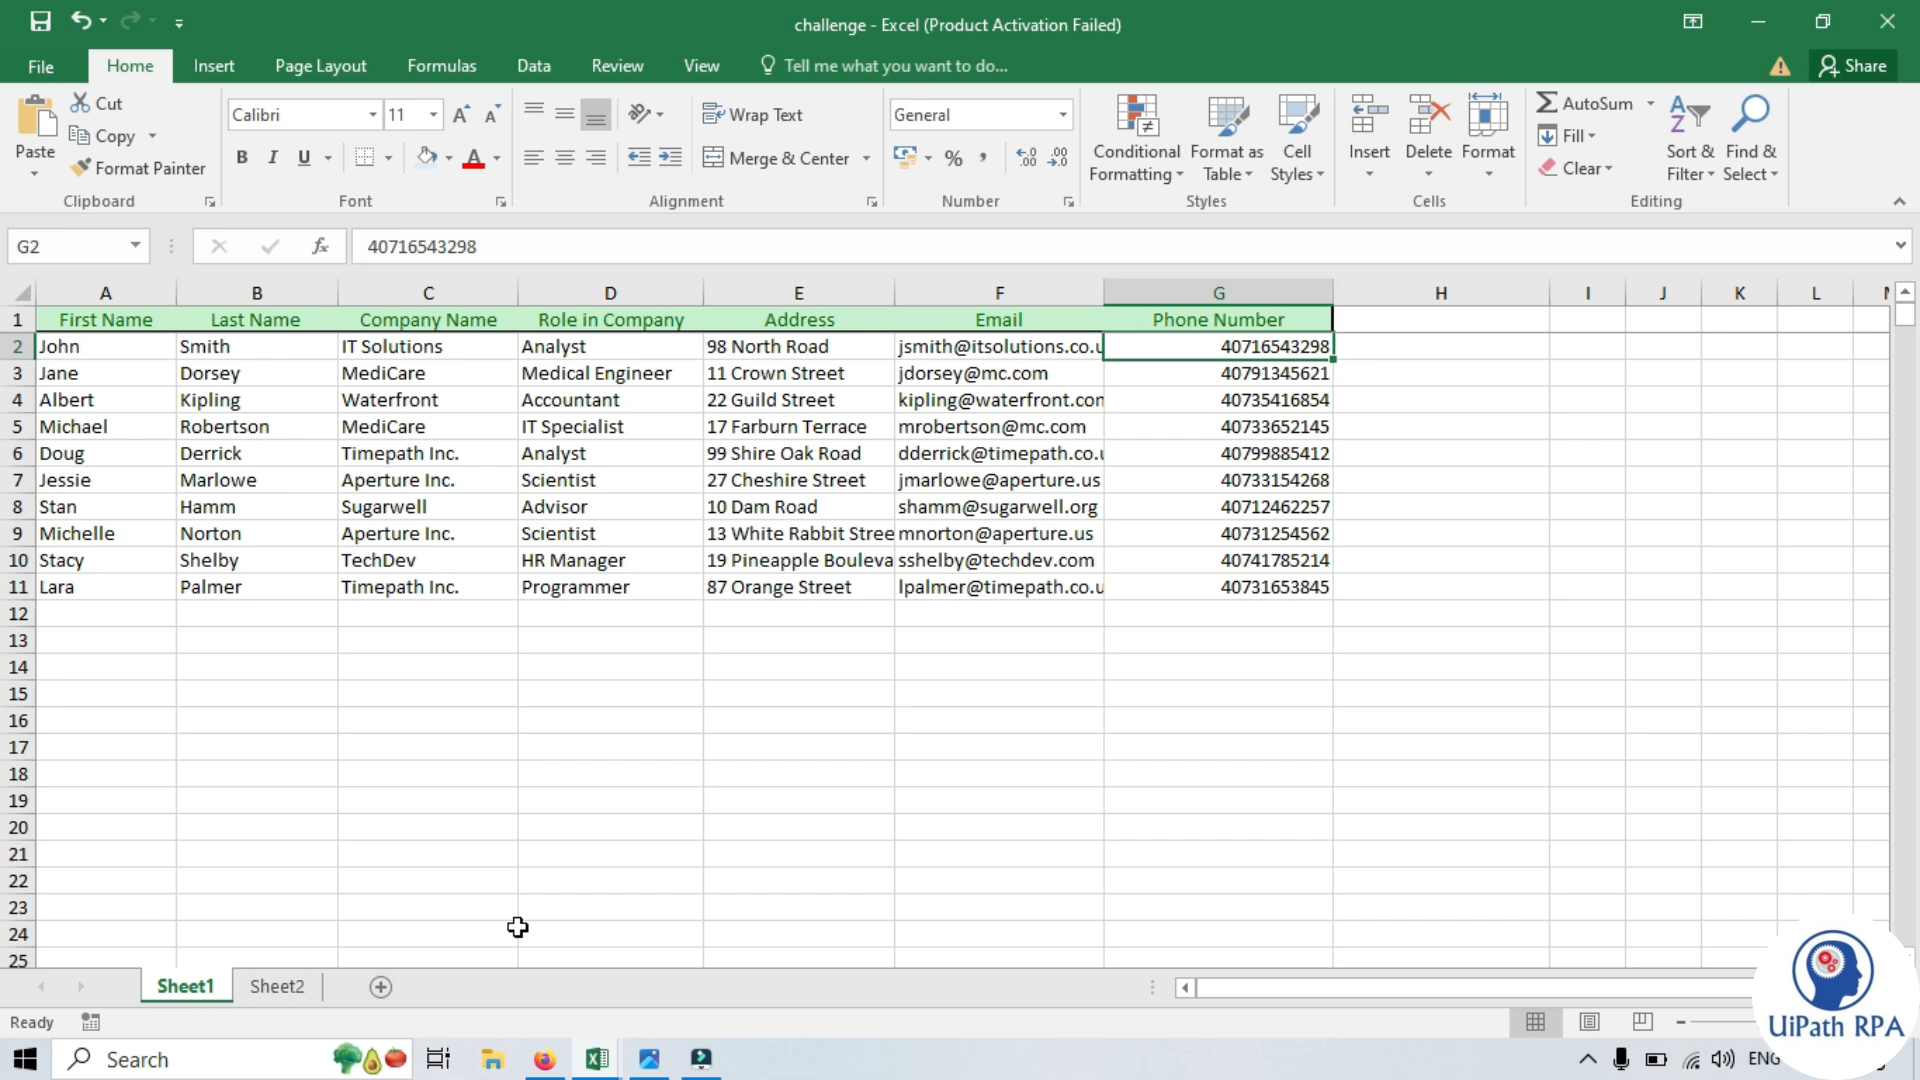 challenge - Excel (Product Activation Failed)
File Home Insert Page Layout Formulas Data Review View Tell me what you want to do... Share
Paste
Cut
Copy
Format Painter
Clipboard
Calibri 11
B I U A
Font
Wrap Text
Merge & Center
Alignment
General
%
Number
Conditional Formatting
Format as Table
Cell Styles
Styles
Insert Delete Format
Cells
AutoSum
Fill
Clear
Sort & Filter
Find & Select
Editing
G2 fx 40716543298
A B C D E F G H I J K L
1 First Name Last Name Company Name Role in Company Address Email Phone Number
2 John Smith IT Solutions Analyst 98 North Road jsmith@itsolutions.co.u 40716543298
3 Jane Dorsey MediCare Medical Engineer 11 Crown Street jdorsey@mc.com 40791345621
4 Albert Kipling Waterfront Accountant 22 Guild Street kipling@waterfront.com 40735416854
5 Michael Robertson MediCare IT Specialist 17 Farburn Terrace mrobertson@mc.com 40733652145
6 Doug Derrick Timepath Inc. Analyst 99 Shire Oak Road dderrick@timepath.co.u 40799885412
7 Jessie Marlowe Aperture Inc. Scientist 27 Cheshire Street jmarlowe@aperture.us 40733154268
8 Stan Hamm Sugarwell Advisor 10 Dam Road shamm@sugarwell.org 40712462257
9 Michelle Norton Aperture Inc. Scientist 13 White Rabbit Stree mnorton@aperture.us 40731254562
10 Stacy Shelby TechDev HR Manager 19 Pineapple Bouleva sshelby@techdev.com 40741785214
11 Lara Palmer Timepath Inc. Programmer 87 Orange Street lpalmer@timepath.co.u 40731653845
12
13
14
15
16
17
18
19
20
21
22
23
24
25
Sheet1 Sheet2
Ready
UiPath RPA
Search
ENG